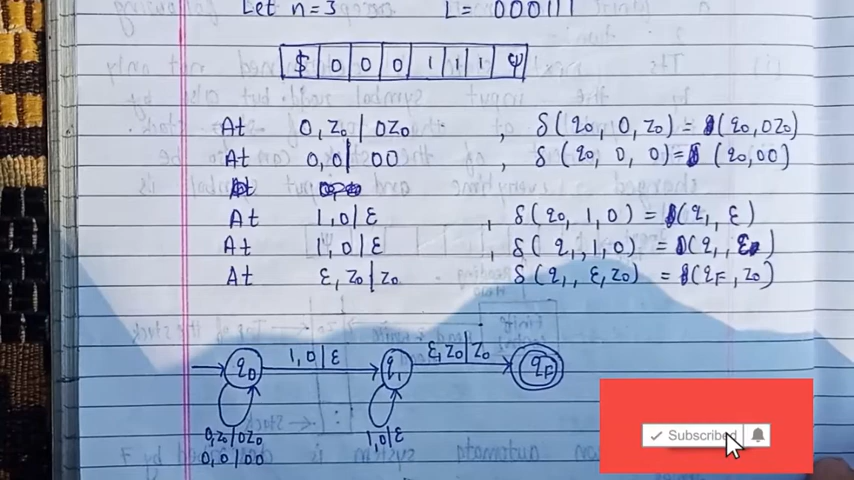 Let n=3 L= 000111
$ 0 0 0 1 1 1 Ψ
At 0, z₀ | 0z₀ , δ(q₀, 0, z₀) = (q₀, 0z₀)
At 0,0 | 00 , δ(q₀, 0, 0) = (q₀, 00)
At 1,0 | ε , δ(q₀, 1, 0) = (q₁, ε)
At 1,0 | ε , δ(q₁, 1, 0) = (q₁, ε)
At ε, z₀ | z₀ δ(q₁, ε, z₀) = (qF, z₀)
q₀ 1,0|ε q₁ ε,z₀|z₀ qF
0,z₀|0z₀ 1,0|ε
0,0|00
Subscribed